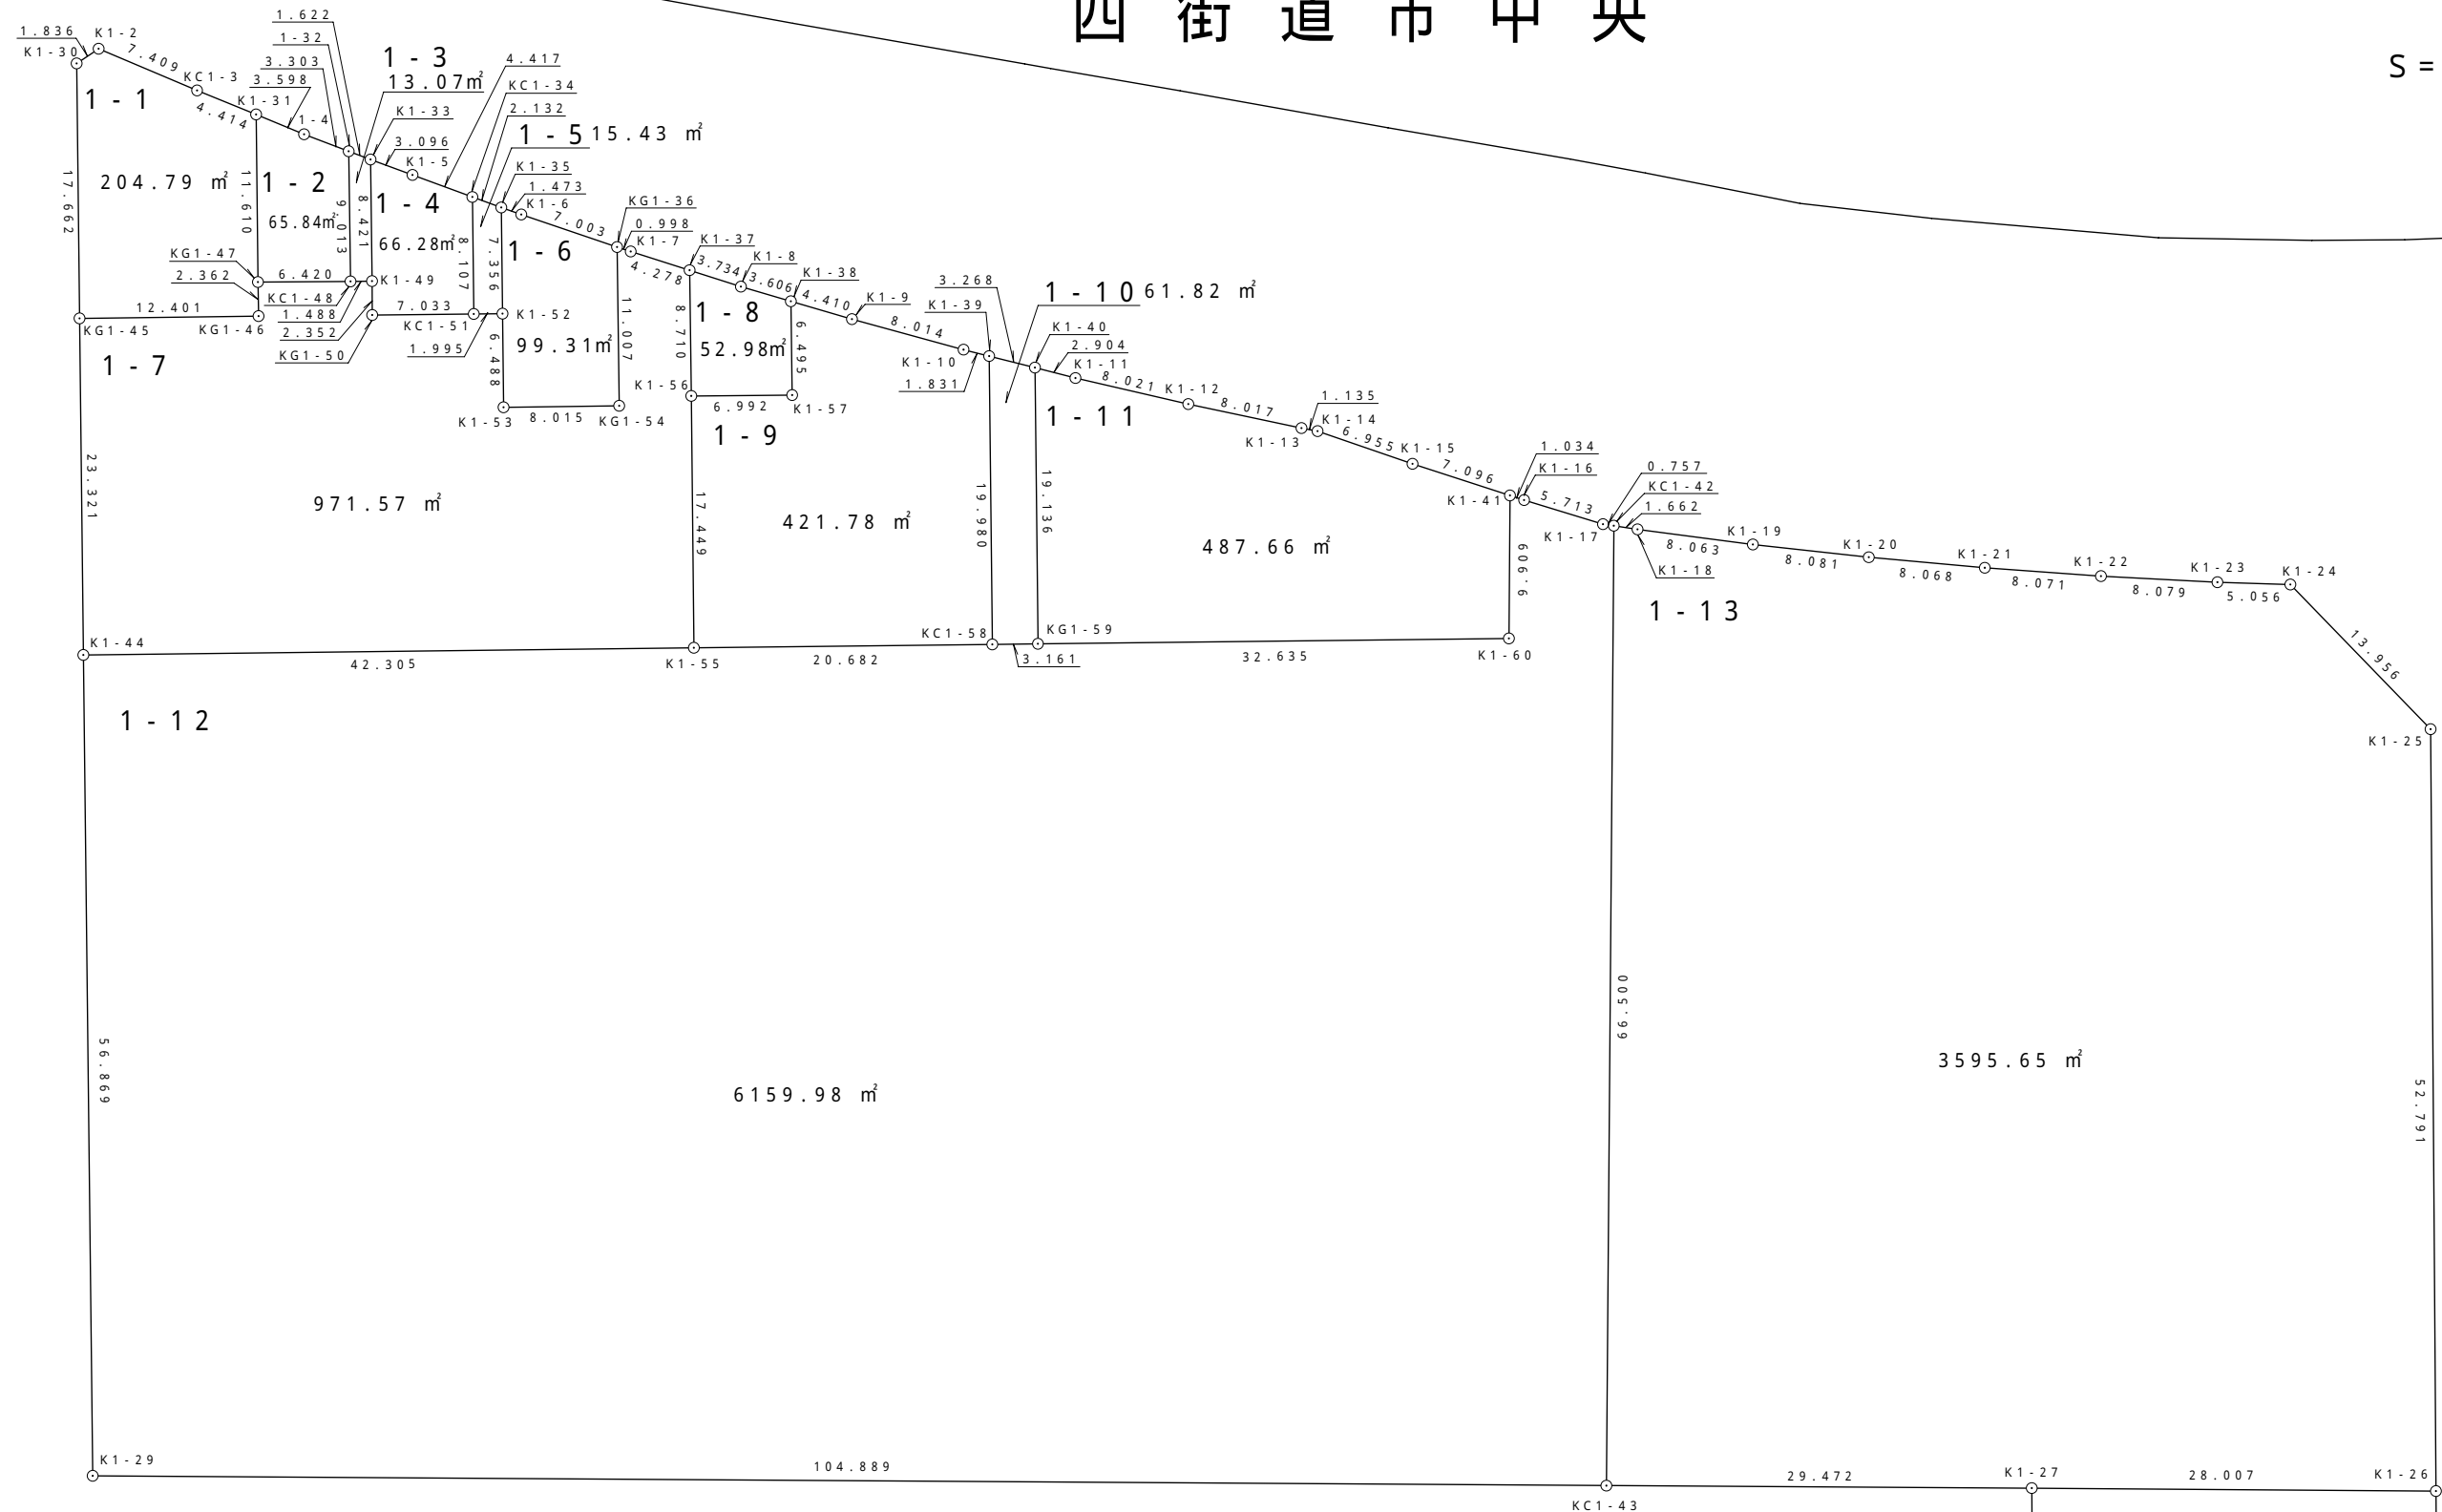 四街道市中央
S=
1.836
K1-2
K1-30
7.409
KC1-3
1-1
4.414
K1-31
3.598
3.303
1-32
1.622
1-4
1-3
13.07㎡
K1-33
4.417
KC1-34
2.132
3.096
K1-5
1-5
15.43 ㎡
K1-35
1.473
K1-6
7.003
KG1-36
0.998
K1-7
4.278
K1-37
3.734
K1-8
3.606
K1-38
4.410
K1-9
8.014
17.662
204.79 ㎡
11.610
1-2
65.84㎡
9.013
8.421
1-4
66.28㎡
8.107
7.356
1-6
99.31㎡
11.007
8.710
1-8
52.98㎡
6.495
KG1-47
2.362
6.420
KC1-48
1.488
2.352
KG1-50
K1-49
7.033
KC1-51
1.995
K1-52
6.488
K1-53
8.015
KG1-54
K1-56
6.992
K1-57
12.401
KG1-45
KG1-46
1-7
23.321
971.57 ㎡
1-9
17.449
421.78 ㎡
19.980
3.268
K1-39
K1-10
1.831
1-10
61.82 ㎡
K1-40
2.904
K1-11
8.021
K1-12
8.017
1-11
19.136
487.66 ㎡
K1-13
1.135
K1-14
6.955
K1-15
7.096
K1-41
1.034
K1-16
5.713
K1-17
0.757
KC1-42
1.662
K1-18
8.063
K1-19
8.081
K1-20
8.068
K1-21
8.071
K1-22
8.079
K1-23
5.056
K1-24
13.956
K1-25
9.909
1-13
K1-44
42.305
K1-55
20.682
KC1-58
3.161
KG1-59
32.635
K1-60
1-12
56.869
6159.98 ㎡
66.500
3595.65 ㎡
52.791
K1-29
104.889
KC1-43
29.472
K1-27
28.007
K1-26